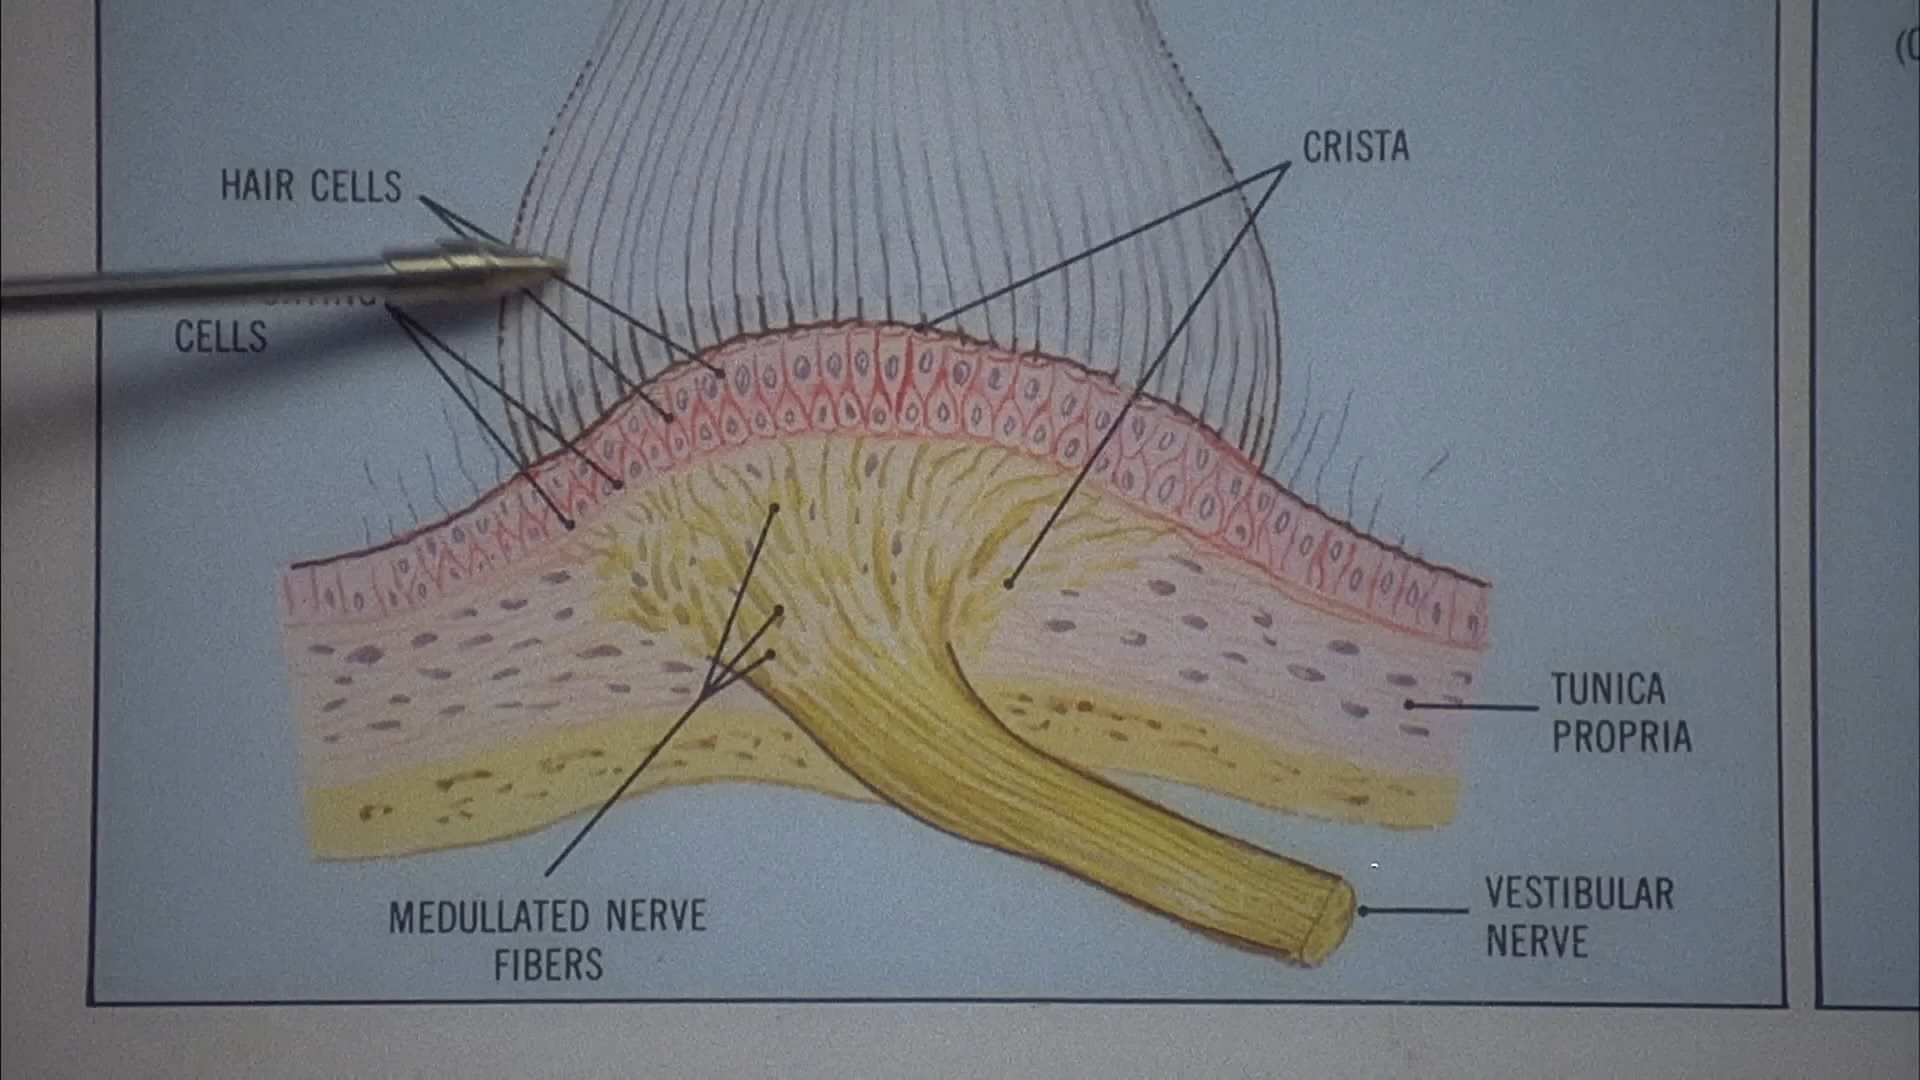 HAIR CELLS
CRISTA
CELLS
TUNICA
PROPRIA
MEDULLATED NERVE
FIBERS
VESTIBULAR
NERVE